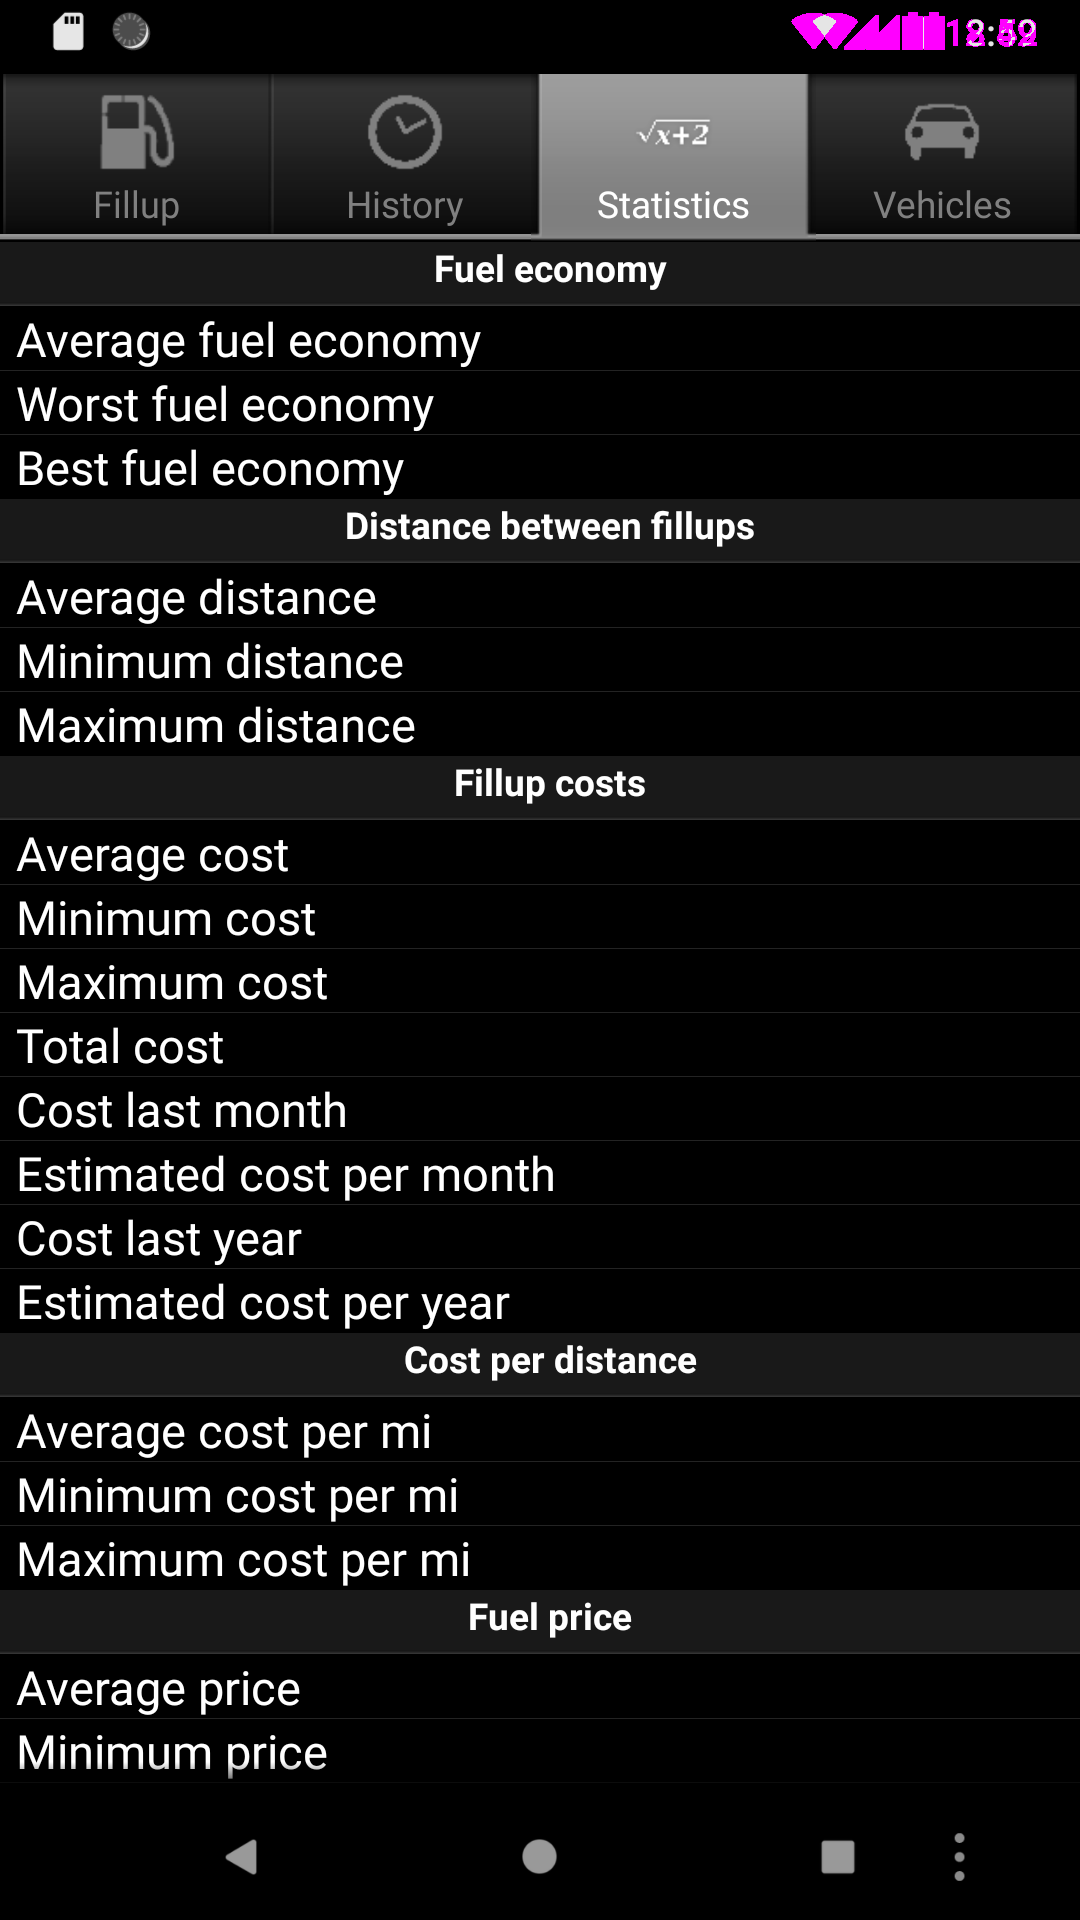 Fillup
History
√x+2
Statistics
Vehicles
Fuel economy
Average fuel economy
Worst fuel economy
Best fuel economy
Distance between fillups
Average distance
Minimum distance
Maximum distance
Fillup costs
Average cost
Minimum cost
Maximum cost
Total cost
Cost last month
Estimated cost per month
Cost last year
Estimated cost per year
Cost per distance
Average cost per mi
Minimum cost per mi
Maximum cost per mi
Fuel price
Average price
Minimum price